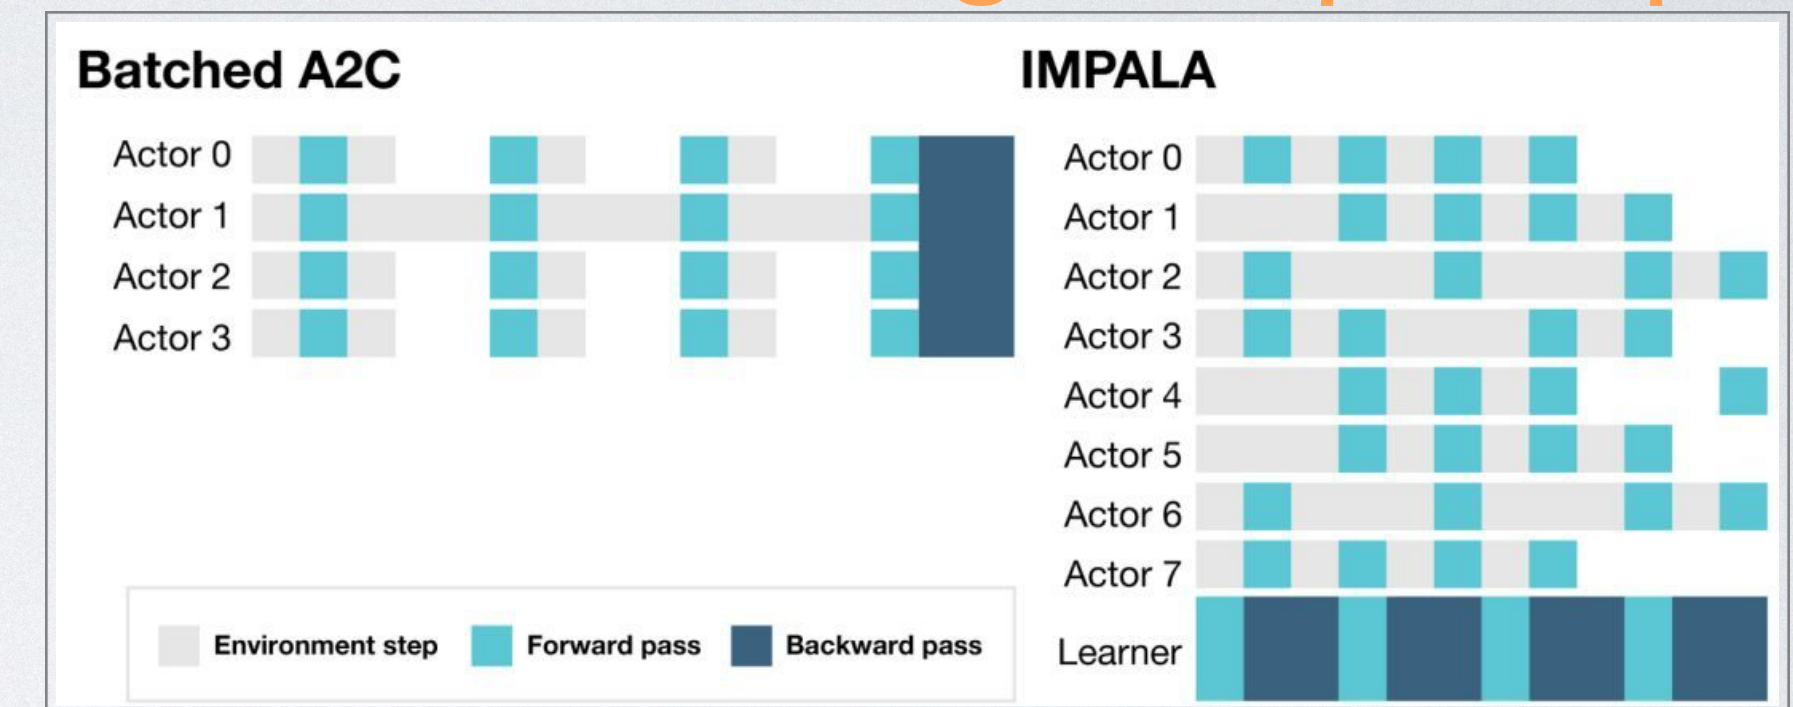 Batched A2C
Actor 0
Actor 1
Actor 2
Actor 3
Environment step
Forward pass
Backward pass
IMPALA
Actor 0
Actor 1
Actor 2
Actor 3
Actor 4
Actor 5
Actor 6
Actor 7
Learner